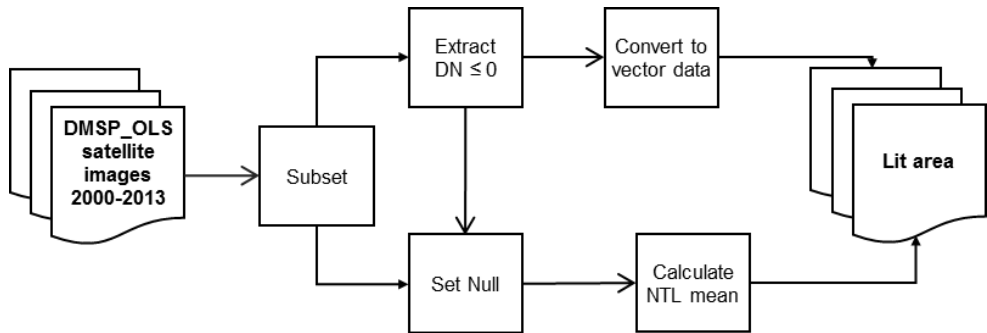 DMSP_OLS
satellite
images
2000-2013
Subset
Extract
DN ≤ 0
Convert to
vector data
Lit area
Set Null
Calculate
NTL mean